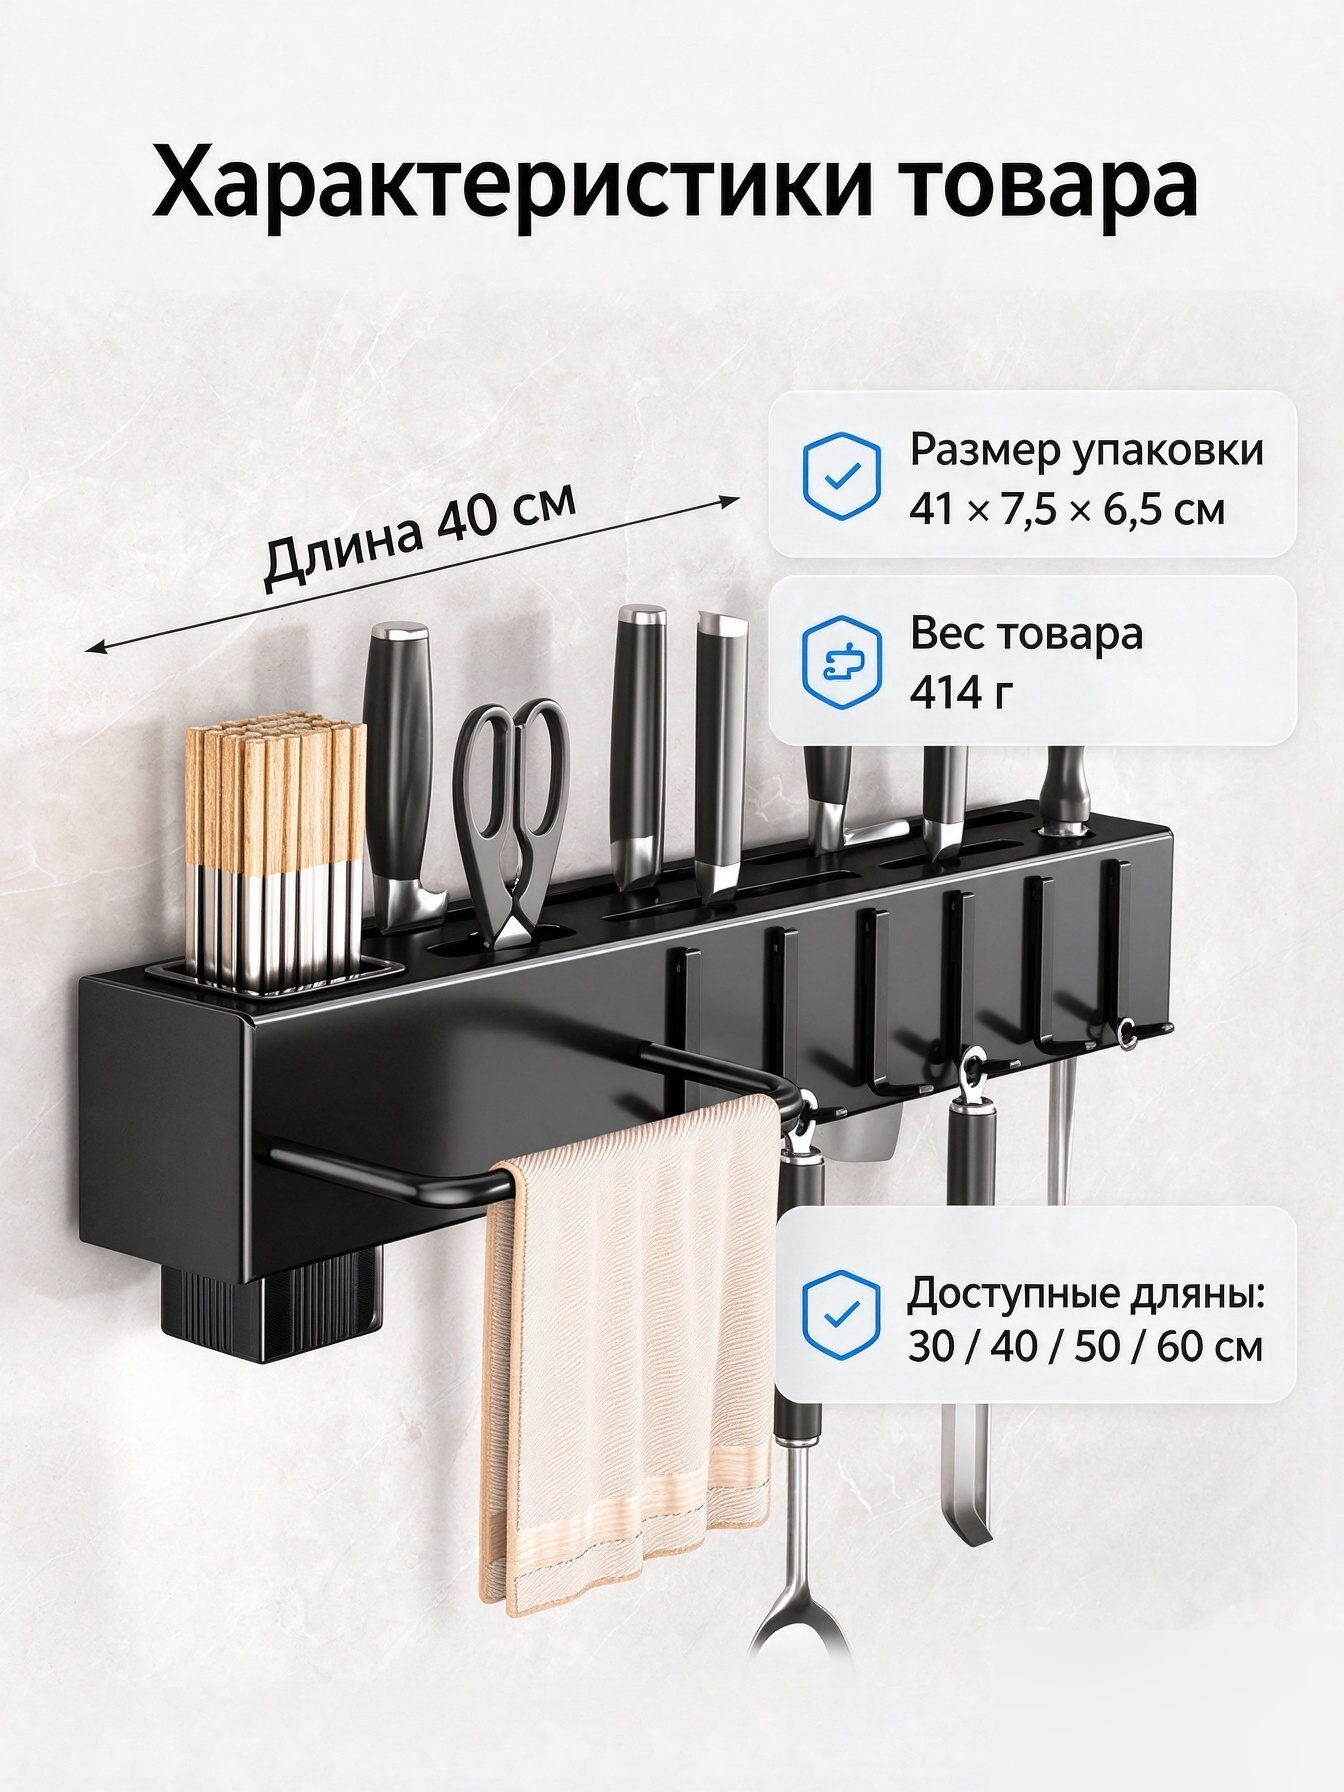 Характеристики товара
Длина 40 см
Размер упаковки
41 × 7,5 × 6,5 см
Вес товара
414 г
Доступные дляны:
30 / 40 / 50 / 60 см